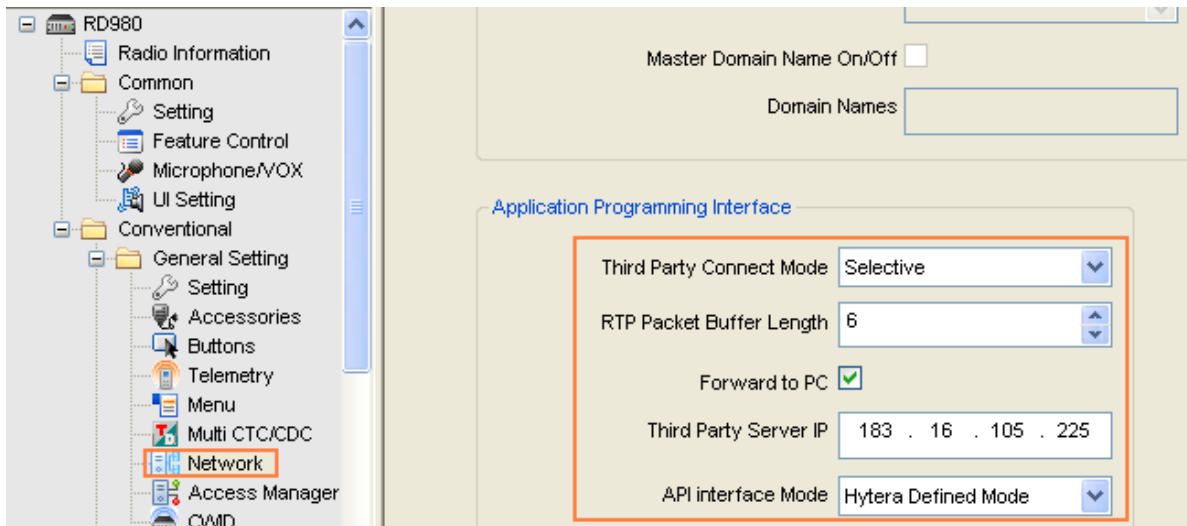 RD980
Radio Information
Common
Setting
Feature Control
Microphone/VOX
UI Setting
Conventional
General Setting
Setting
Accessories
Buttons
Telemetry
Menu
Multi CTC/CDC
Network
Access Manager
CWID
Master Domain Name On/Off
Domain Names
Application Programming Interface
Third Party Connect Mode Selective
RTP Packet Buffer Length 6
Forward to PC
Third Party Server IP 183 . 16 . 105 . 225
API interface Mode Hytera Defined Mode